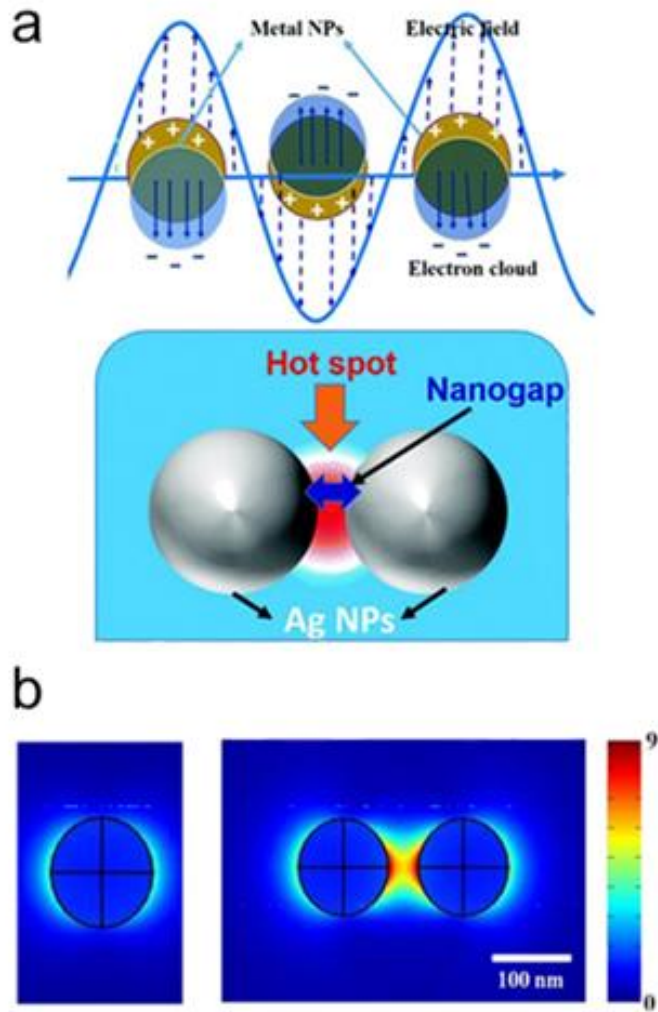 a
Metal NPs
Electric field
Electron cloud
Hot spot
Nanogap
Ag NPs
b
9
100 nm
0